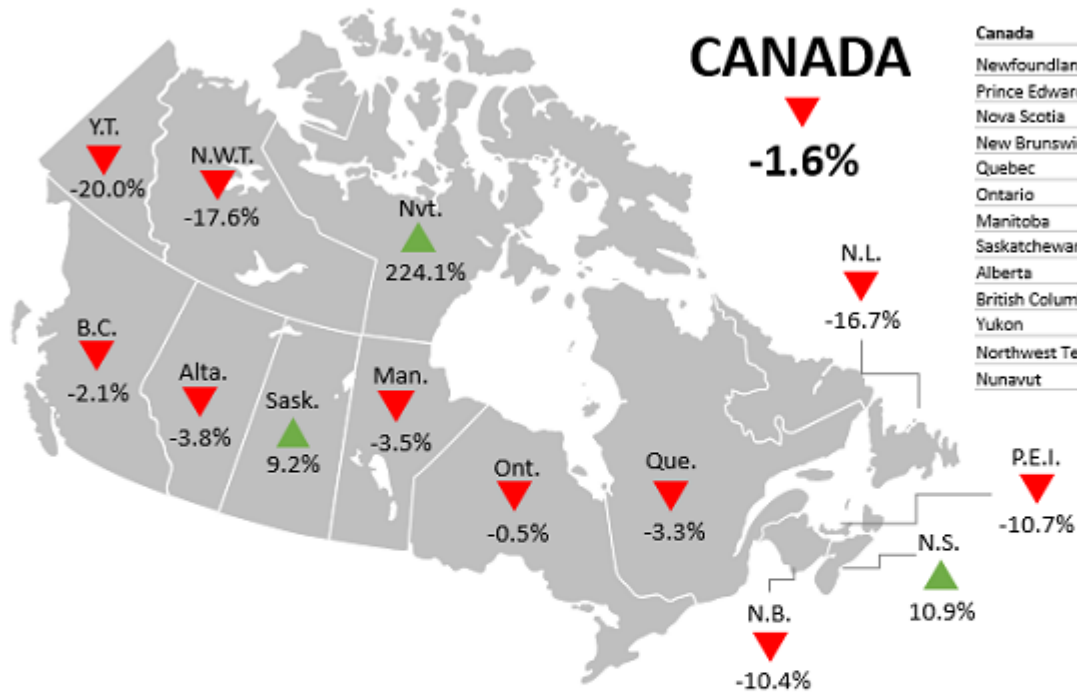 CANADA
-1.6%
Y.T.
-20.0%
N.W.T.
-17.6%
Nvt.
224.1%
B.C.
-2.1%
Alta.
-3.8%
Sask.
9.2%
Man.
-3.5%
Ont.
-0.5%
Que.
-3.3%
N.L.
-16.7%
P.E.I.
-10.7%
N.S.
10.9%
N.B.
-10.4%
Canada
Newfoundlan
Prince Edward
Nova Scotia
New Brunswi
Quebec
Ontario
Manitoba
Saskatchewan
Alberta
British Colum
Yukon
Northwest Te
Nunavut